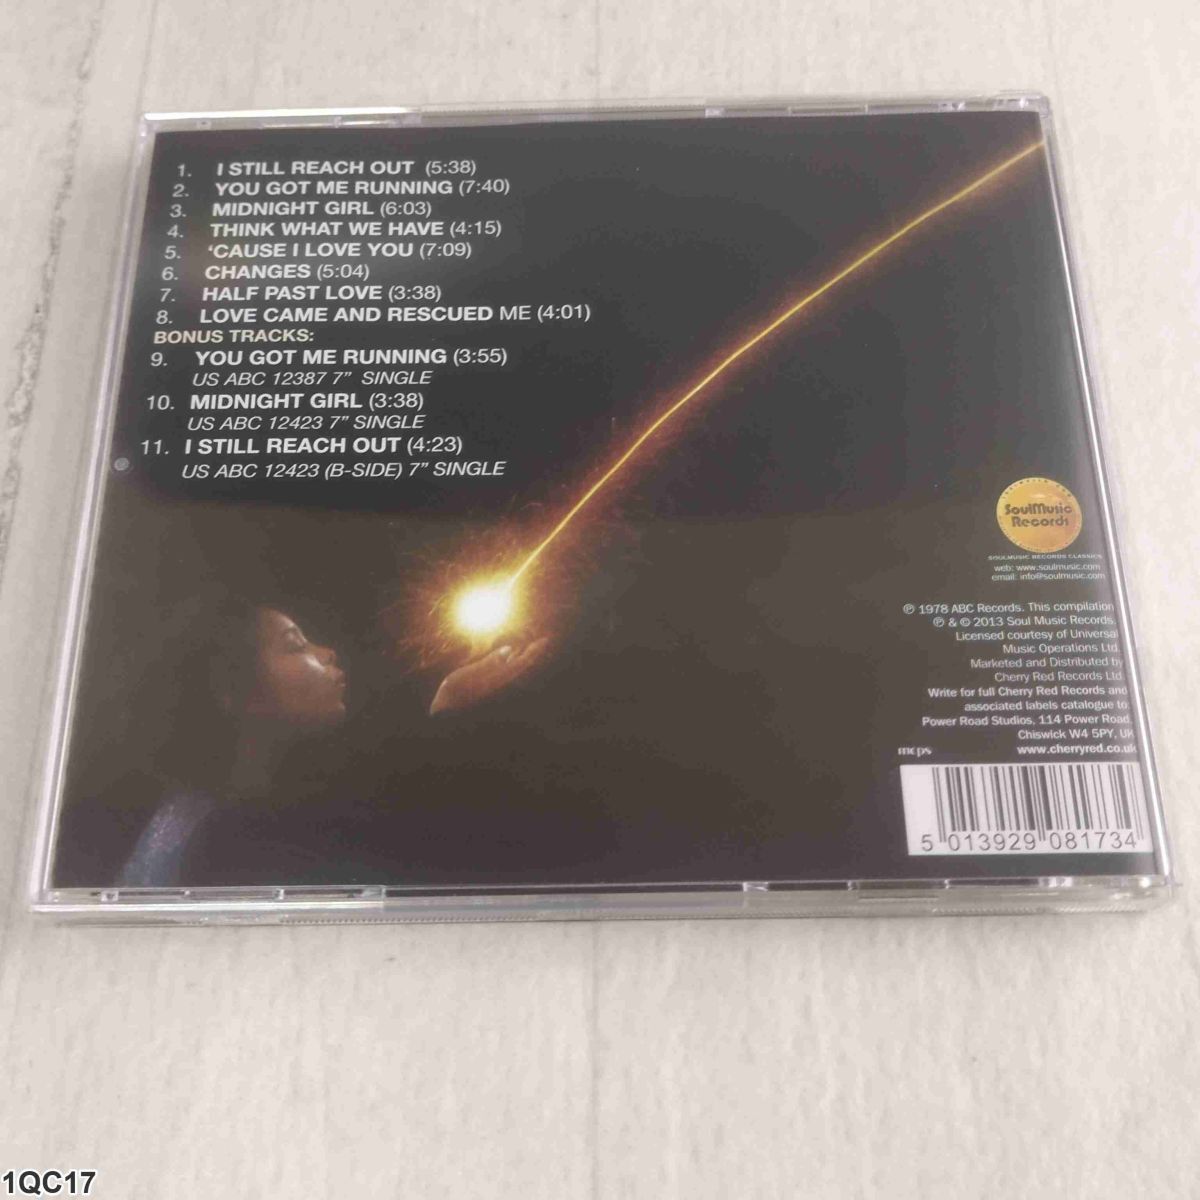 1. I STILL REACH OUT (5:38)
2. YOU GOT ME RUNNING (7:40)
3. MIDNIGHT GIRL (6:03)
4. THINK WHAT WE HAVE (4:15)
5. ‘CAUSE I LOVE YOU (7:09)
6. CHANGES (5:04)
7. HALF PAST LOVE (3:38)
8. LOVE CAME AND RESCUED ME (4:01)
BONUS TRACKS:
9. YOU GOT ME RUNNING (3:55)
US ABC 12387 7” SINGLE
10. MIDNIGHT GIRL (3:38)
US ABC 12423 7” SINGLE
11. I STILL REACH OUT (4:23)
US ABC 12423 (B-SIDE) 7” SINGLE
SoulMusic
Records
SOULMUSIC RECORDS CLASSICS
web: www.soulmusic.com
email: info@soulmusic.com
℗ 1978 ABC Records. This compilation
℗ & © 2013 Soul Music Records.
Licensed courtesy of Universal
Music Operations Ltd.
Marketed and Distributed by
Cherry Red Records Ltd.
Write for full Cherry Red Records and
associated labels catalogue to:
Power Road Studios, 114 Power Road,
Chiswick W4 5PY, UK
mcps www.cherryred.co.uk
5 013929 081734
1QC17